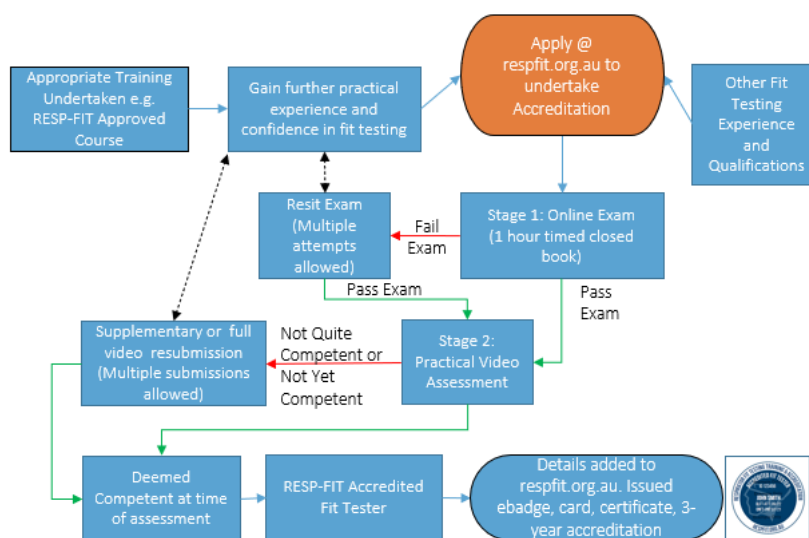 Appropriate Training
Undertaken e.g.
RESP-FIT Approved
Course
Gain further practical
experience and
confidence in fit testing
Apply @
respfit.org.au to
undertake
Accreditation
Other Fit
Testing
Experience
and
Qualifications
Resit Exam
(Multiple
attempts
allowed)
Fail
Exam
Stage 1: Online Exam
(1 hour timed closed
book)
Pass Exam
Pass
Exam
Supplementary or full
video resubmission
(Multiple submissions
allowed)
Not Quite
Competent or
Not Yet
Competent
Stage 2:
Practical Video
Assessment
Deemed
Competent at time
of assessment
RESP-FIT Accredited
Fit Tester
Details added to
respfit.org.au. Issued
ebadge, card, certificate, 3-
year accreditation